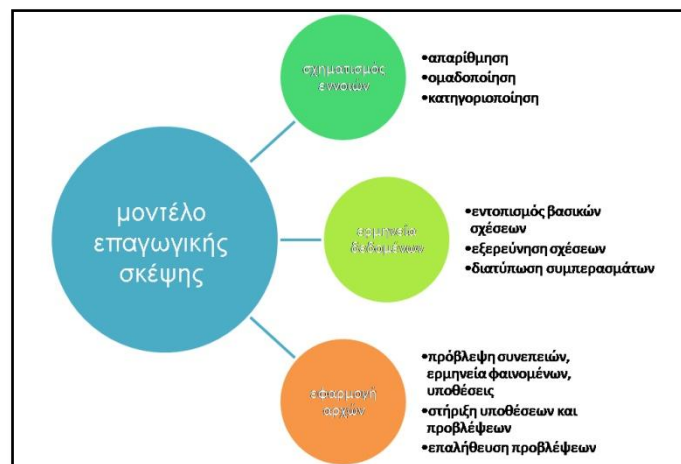 σχηματισμός
εννοιών
•απαρίθμηση
•ομαδοποίηση
•κατηγοριοποίηση
μοντέλο
επαγωγικής
σκέψης
ερμηνεία
δεδομένων
•εντοπισμός βασικών
σχέσεων
•εξερεύνηση σχέσεων
•διατύπωση συμπερασμάτων
εφαρμογή
αρχών
•πρόβλεψη συνεπειών,
ερμηνεία φαινομένων,
υποθέσεις
•στήριξη υποθέσεων και
προβλέψεων
•επαλήθευση προβλέψεων